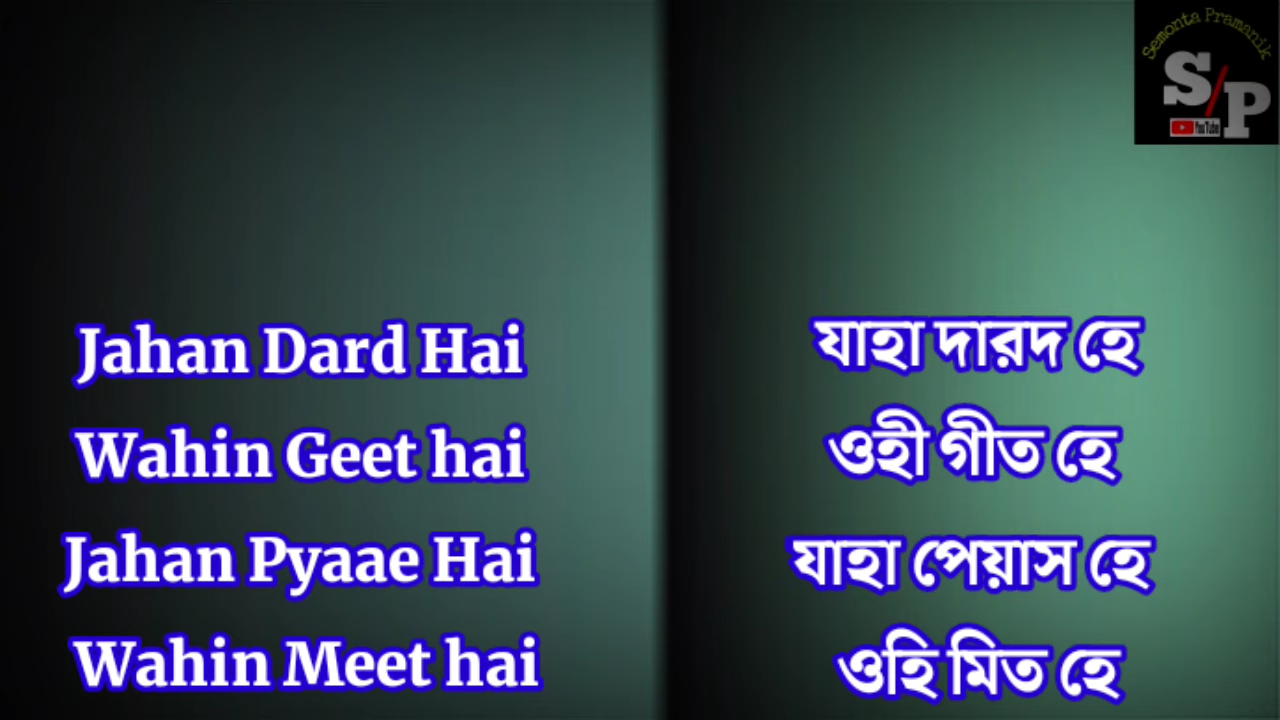 Semonta Pramanik
S/P
YouTube
Jahan Dard Hai
Wahin Geet hai
Jahan Pyaae Hai
Wahin Meet hai
যাহা দারদ হে
ওহী গীত হে
যাহা পেয়াস হে
ওহি মিত হে